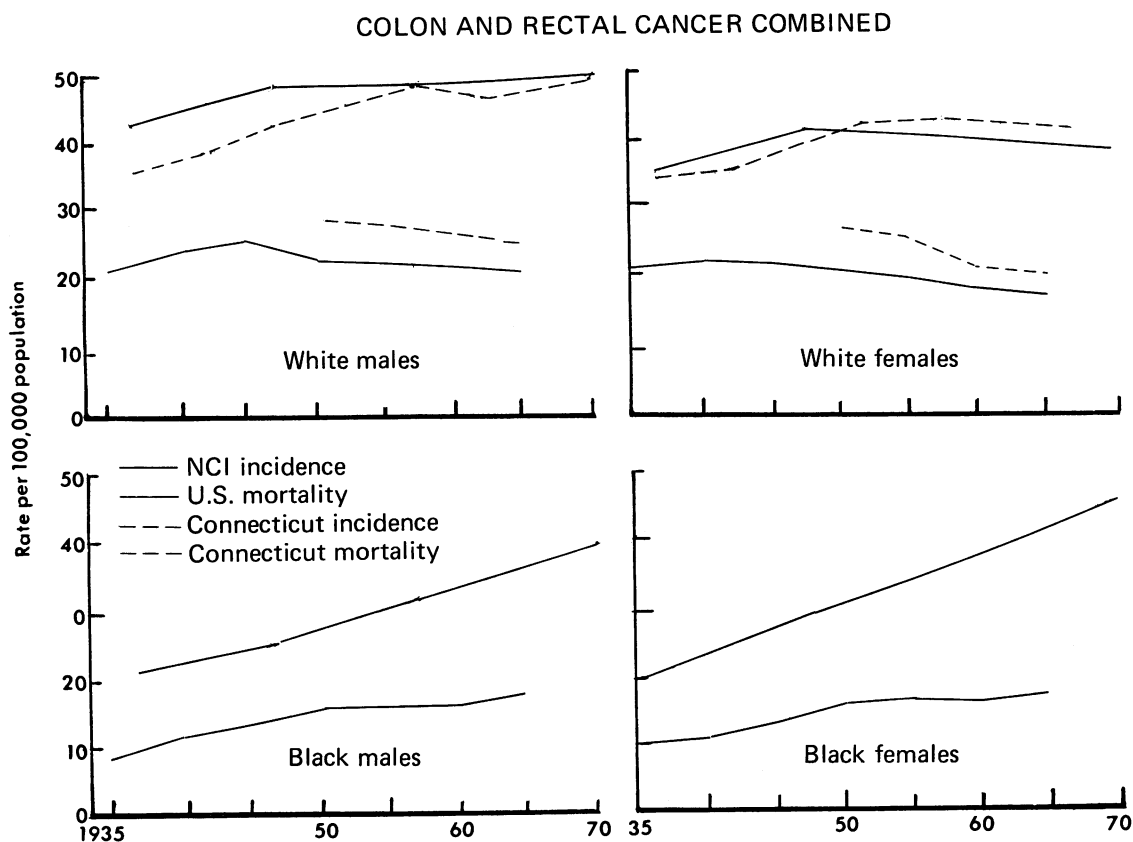 COLON AND RECTAL CANCER COMBINED
Rate per 100,000 population
50
40
30
20
10
0
White males
White females
50
40
0
20
10
0
NCI incidence
U.S. mortality
Connecticut incidence
Connecticut mortality
Black males
Black females
1935
50
60
70
35
50
60
70